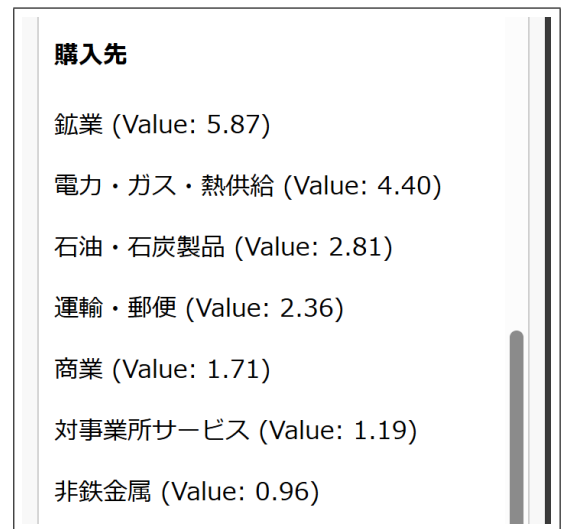 購入先
鉱業 (Value: 5.87)
電力・ガス・熱供給 (Value: 4.40)
石油・石炭製品 (Value: 2.81)
運輸・郵便 (Value: 2.36)
商業 (Value: 1.71)
対事業所サービス (Value: 1.19)
非鉄金属 (Value: 0.96)